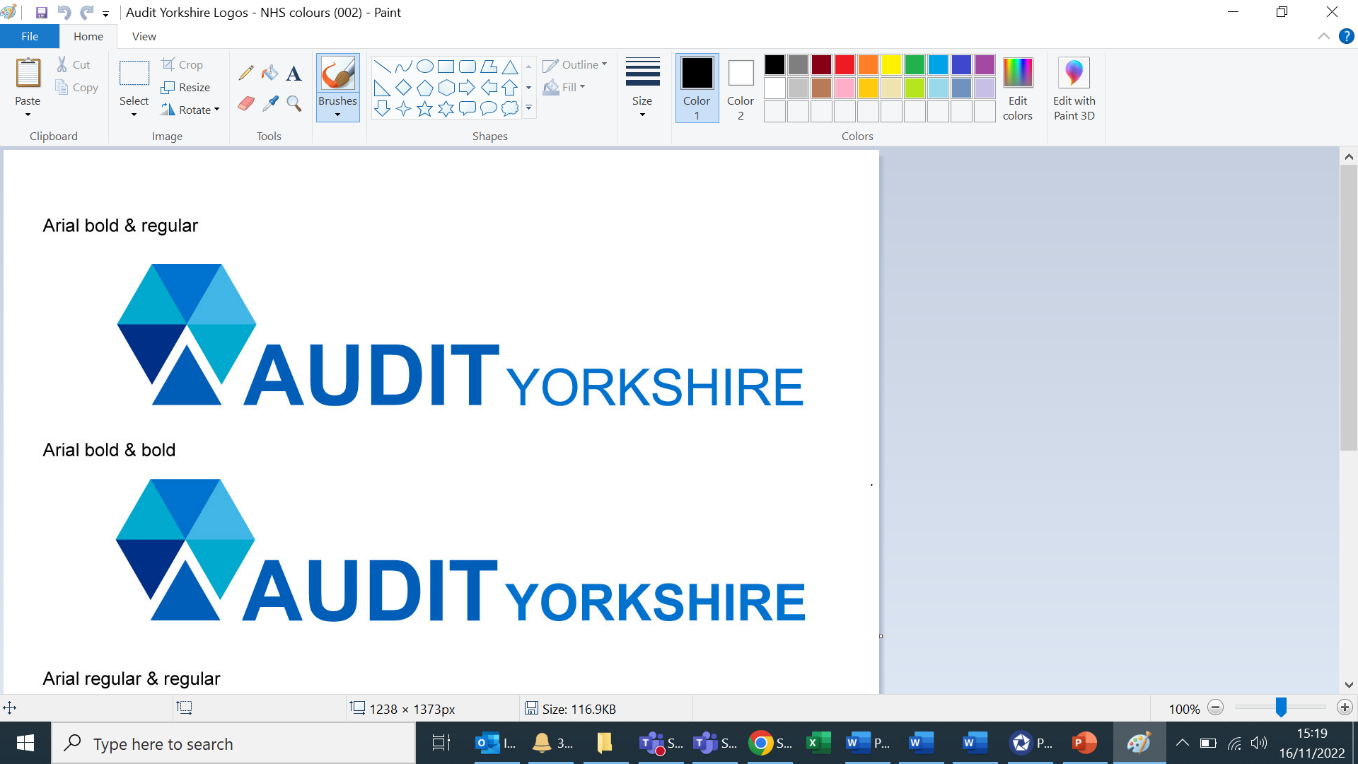 Audit Yorkshire Logos - NHS colours (002) - Paint
File Home View
Paste
Cut
Copy
Clipboard
Select
Crop
Resize
Rotate
Image
A
Tools
Brushes
Shapes
Outline
Fill
Size
Color 1
Color 2
Colors
Edit colors
Edit with Paint 3D
Arial bold & regular
AUDIT YORKSHIRE
Arial bold & bold
AUDIT YORKSHIRE
Arial regular & regular
1238 × 1373px
Size: 116.9KB
100%
Type here to search
I...
3...
S...
S...
S...
P...
P...
15:19
16/11/2022